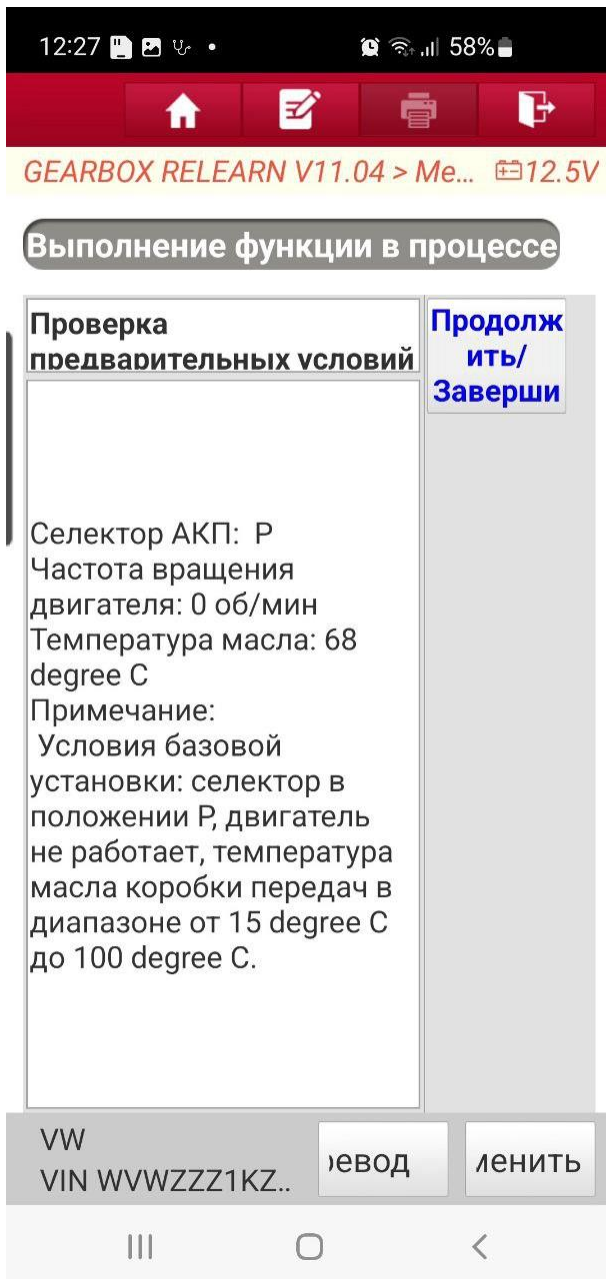 12:27
58%
GEARBOX RELEARN V11.04 > Me... 12.5V
Выполнение функции в процессе
Проверка
предварительных условий
Продолж
ить/
Заверши
Селектор АКП: P
Частота вращения
двигателя: 0 об/мин
Температура масла: 68
degree C
Примечание:
Условия базовой
установки: селектор в
положении P, двигатель
не работает, температура
масла коробки передач в
диапазоне от 15 degree C
до 100 degree C.
VW
VIN WVWZZZ1KZ..
ревод
менить